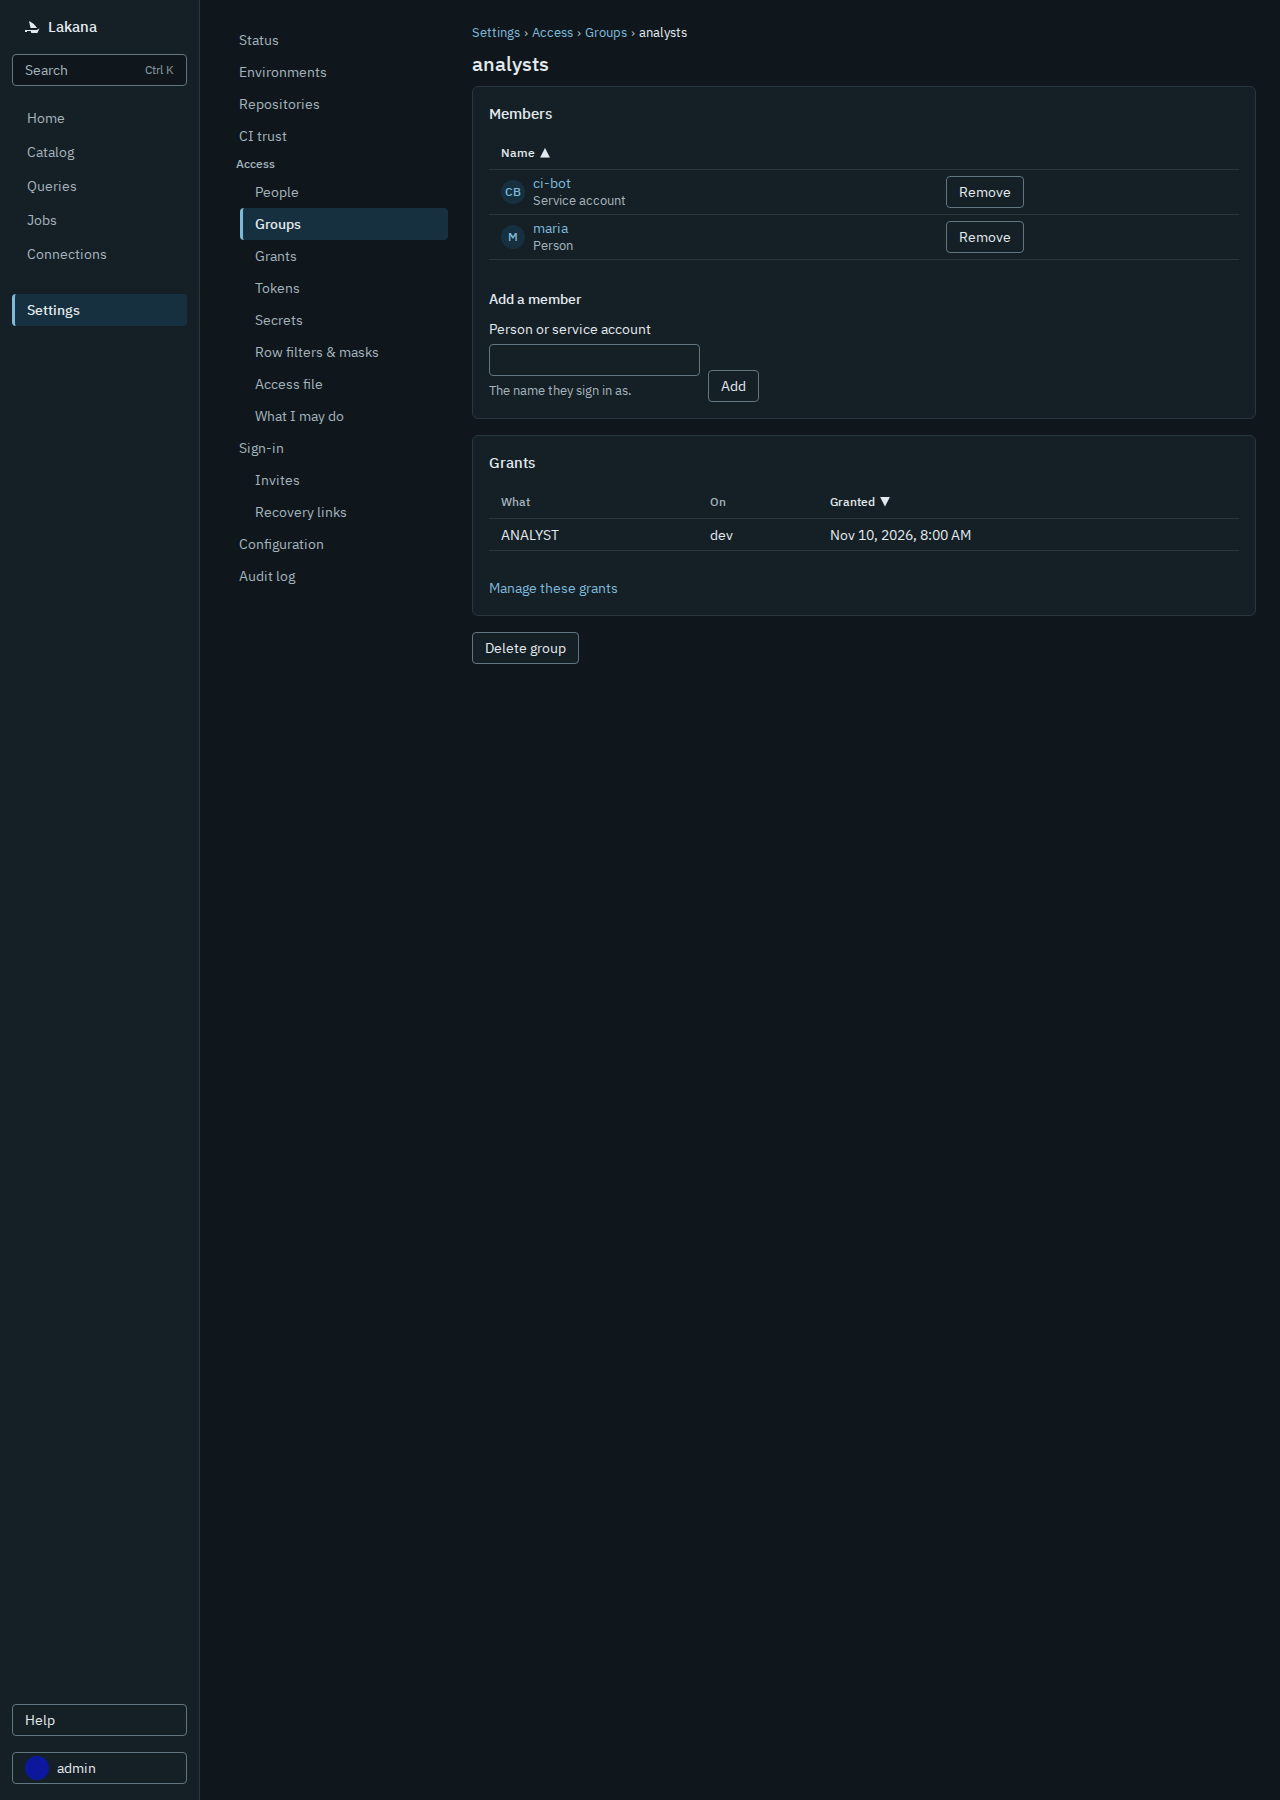 Lakana
Search Ctrl K
Home
Catalog
Queries
Jobs
Connections
Settings
Help
admin
Status
Environments
Repositories
CI trust
Access
People
Groups
Grants
Tokens
Secrets
Row filters & masks
Access file
What I may do
Sign-in
Invites
Recovery links
Configuration
Audit log
Settings › Access › Groups › analysts
analysts
Members
Name ▲
CB ci-bot
Service account
Remove
M maria
Person
Remove
Add a member
Person or service account
The name they sign in as.
Add
Grants
What On Granted ▼
ANALYST dev Nov 10, 2026, 8:00 AM
Manage these grants
Delete group